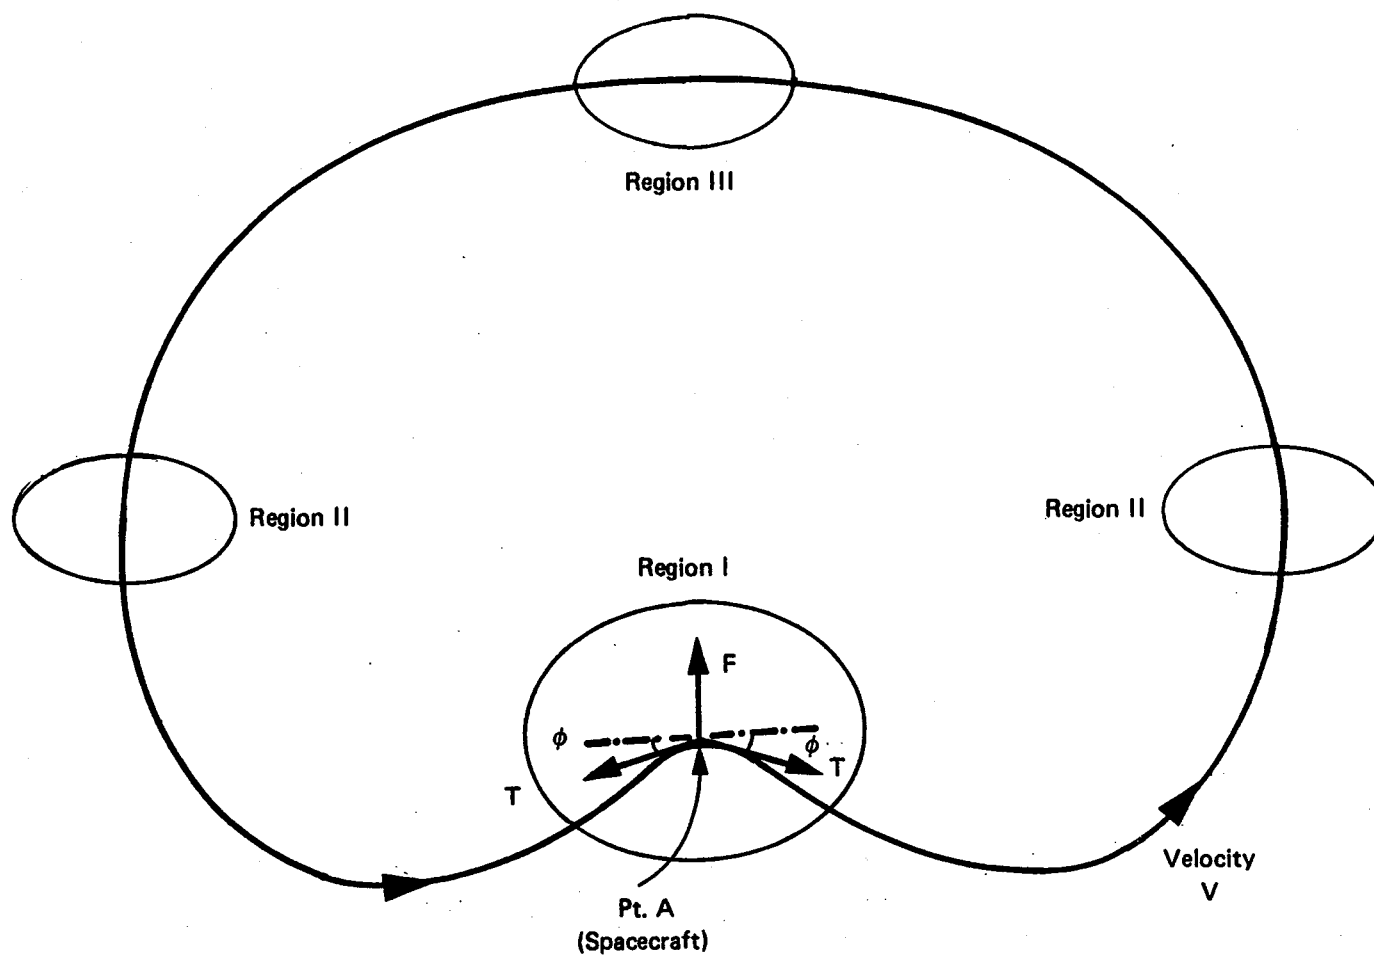 Region III
Region II
Region II
Region I
F
ϕ
ϕ
T
T
Velocity
V
Pt. A
(Spacecraft)